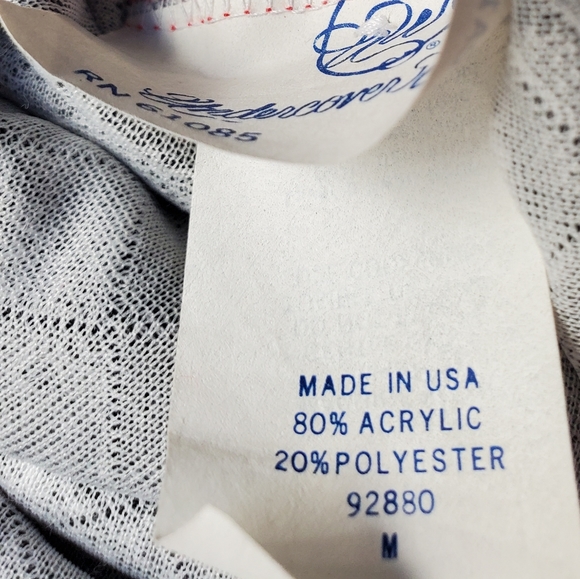 RN 61085
MADE IN USA
80% ACRYLIC
20% POLYESTER
92880
M